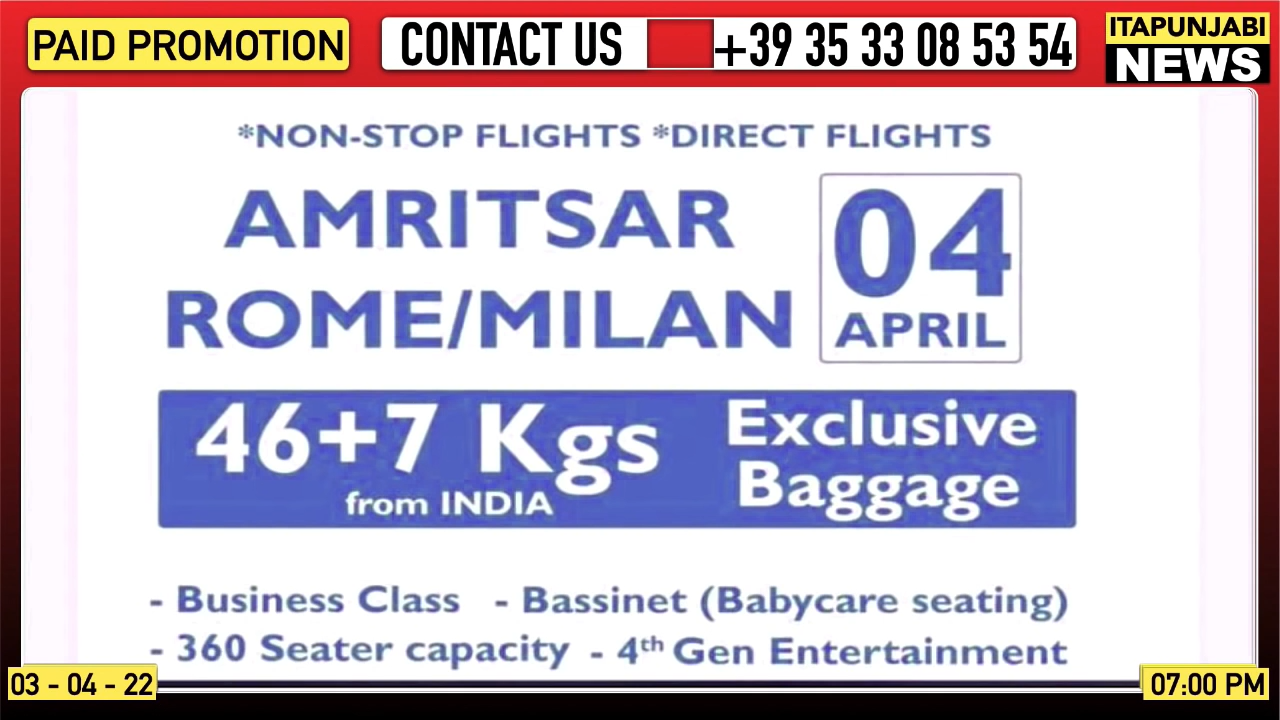 PAID PROMOTION
CONTACT US +39 35 33 08 53 54
ITAPUNJABI
NEWS
*NON-STOP FLIGHTS *DIRECT FLIGHTS
AMRITSAR
ROME/MILAN
04
APRIL
46+7 Kgs
from INDIA
Exclusive
Baggage
- Business Class - Bassinet (Babycare seating)
- 360 Seater capacity - 4th Gen Entertainment
03 - 04 - 22
07:00 PM